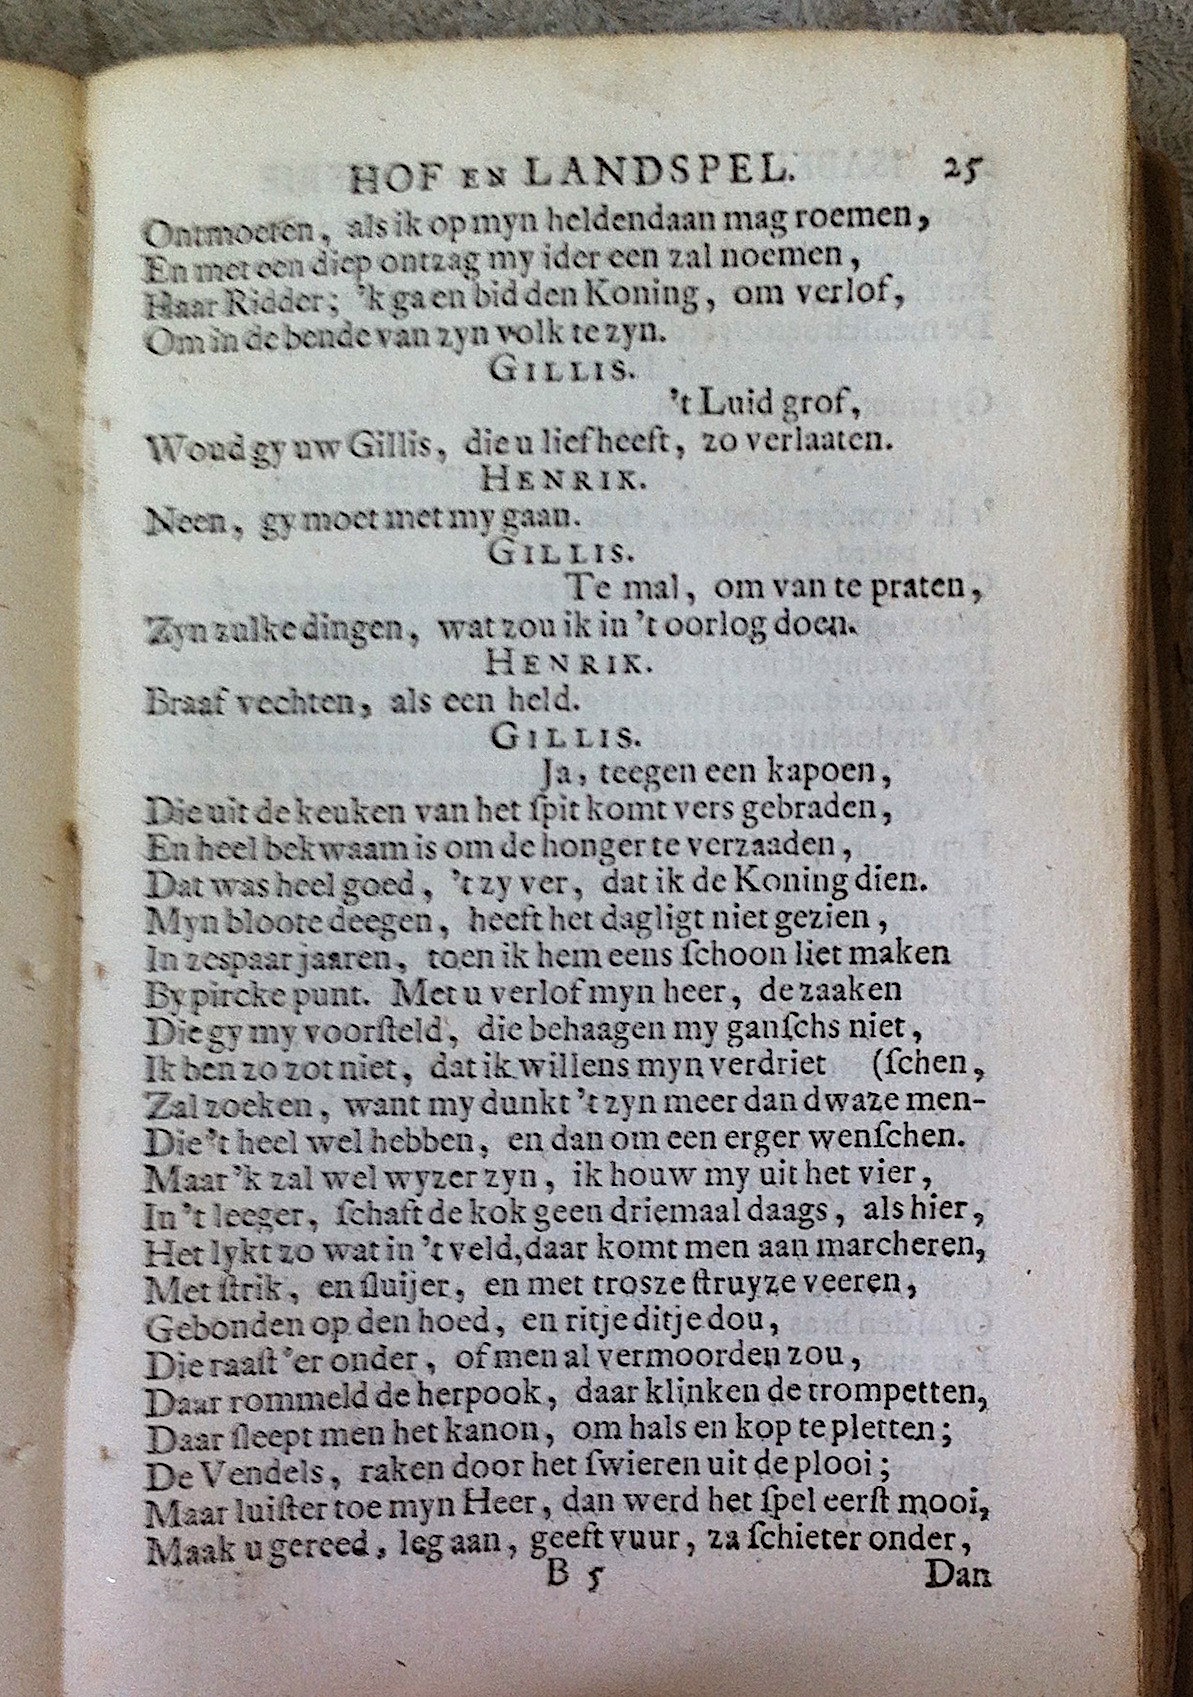 HOF EN LANDSPEL. 25
Ontmoeten, als ik op myn heldendaan mag roemen,
En met een diep ontzag my ider een zal noemen,
Haar Ridder; 'k ga en bid den Koning, om verlof,
Om in de bende van zyn volk te zyn.
GILLIS.
't Luid grof,
Woud gy uw Gillis, die u lief heeft, zo verlaaten.
HENRIK.
Neen, gy moet met my gaan.
GILLIS.
Te mal, om van te praten,
Zyn zulke dingen, wat zou ik in 't oorlog doen.
HENRIK.
Braaf vechten, als een held.
GILLIS.
Ja, teegen een kapoen,
Die uit de keuken van het ſpit komt vers gebraden,
En heel bekwaam is om de honger te verzaaden,
Dat was heel goed, 't zy ver, dat ik de Koning dien.
Myn bloote deegen, heeft het dagligt niet gezien,
In zes paar jaaren, toen ik hem eens ſchoon liet maken
By pircke punt. Met u verlof myn heer, de zaaken
Die gy my voorſteld, die behaagen my ganſchs niet,
Ik ben zo zot niet, dat ik willens myn verdriet (ſchen,
Zal zoeken, want my dunkt 't zyn meer dan dwaze men-
Die 't heel wel hebben, en dan om een erger wenſchen.
Maar 'k zal wel wyzer zyn, ik houw my uit het vier,
In 't leeger, ſchaft de kok geen driemaal daags, als hier,
Het lykt zo wat in 't veld, daar komt men aan marcheren,
Met ſtrik, en ſluijer, en met trosze ſtruyze veeren,
Gebonden op den hoed, en ritje ditje dou,
Die raaſt 'er onder, of men al vermoorden zou,
Daar rommeld de herpook, daar klinken de trompetten,
Daar ſleept men het kanon, om hals en kop te pletten;
De Vendels, raken door het ſwieren uit de plooi;
Maar luiſter toe myn Heer, dan werd het ſpel eerſt mooi,
Maak u gereed, leg aan, geeft vuur, za ſchieter onder,
B 5 Dan